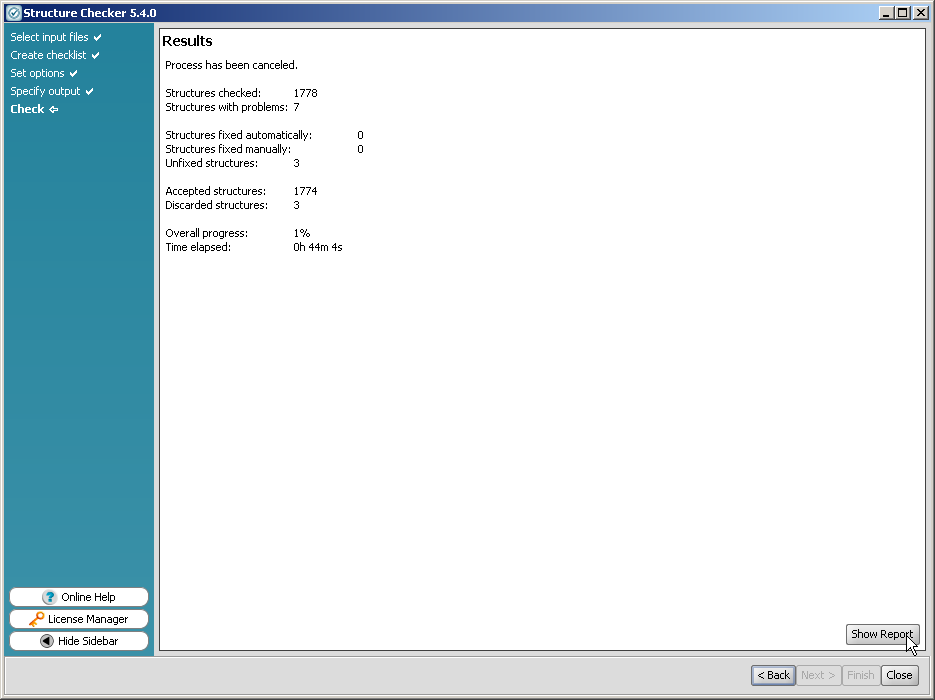 Structure Checker 5.4.0
Select input files
Create checklist
Set options
Specify output
Check
Results
Process has been canceled.
Structures checked: 1778
Structures with problems: 7
Structures fixed automatically: 0
Structures fixed manually: 0
Unfixed structures: 3
Accepted structures: 1774
Discarded structures: 3
Overall progress: 1%
Time elapsed: 0h 44m 4s
Online Help
License Manager
Hide Sidebar
Show Report
< Back Next > Finish Close